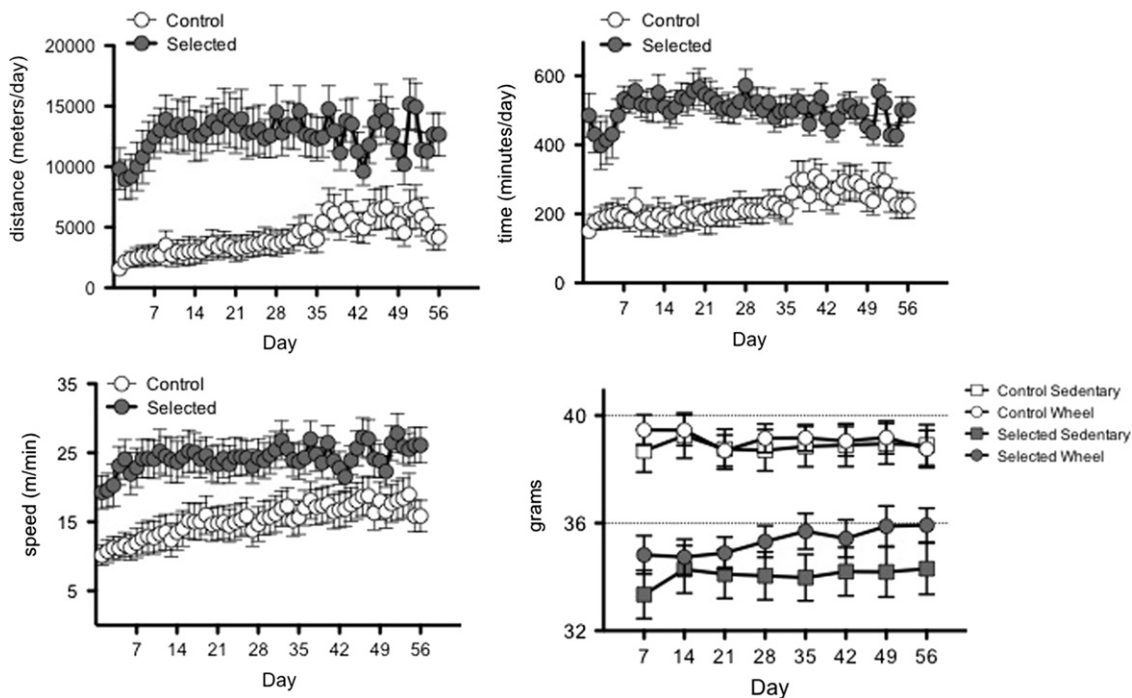 Control
Selected
20000
15000
10000
5000
0
distance (meters/day)
7 14 21 28 35 42 49 56
Day
Control
Selected
600
400
200
0
time (minutes/day)
7 14 21 28 35 42 49 56
Day
Control
Selected
35
25
15
5
speed (m/min)
7 14 21 28 35 42 49 56
Day
40
36
32
grams
7 14 21 28 35 42 49 56
Day
Control Sedentary
Control Wheel
Selected Sedentary
Selected Wheel